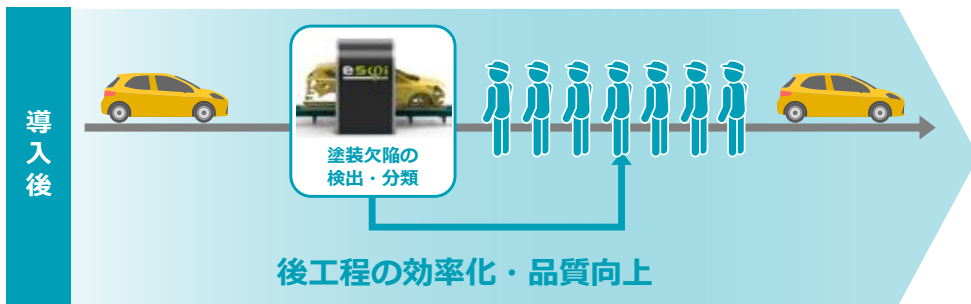 導入後
esφi
塗装欠陥の
検出・分類
後工程の効率化・品質向上